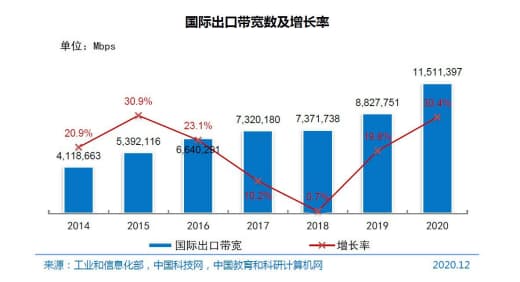 国际出口带宽数及增长率
单位：Mbps
11,511,397
8,827,751
7,320,180 7,371,738
30.9%
30.4%
20.9%
23.1%
5,392,116
6,640,291
19.8%
4,118,663
10.2%
0.7%
2014 2015 2016 2017 2018 2019 2020
国际出口带宽 增长率
来源：工业和信息化部，中国科技网，中国教育和科研计算机网 2020.12